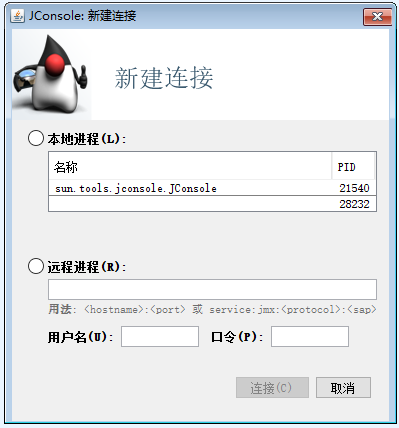 JConsole: 新建连接
新建连接
本地进程(L):
名称 PID
sun.tools.jconsole.JConsole 21540
28232
远程进程(R):
用法: <hostname>:<port> 或 service:jmx:<protocol>:<sap>
用户名(U): 口令(P):
连接(C) 取消